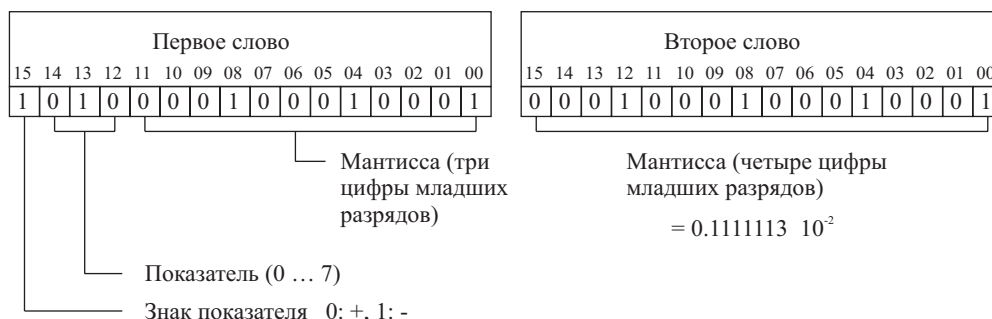 Первое слово
15 14 13 12 11 10 09 08 07 06 05 04 03 02 01 00
1 0 1 0 0 0 0 1 0 0 0 1 0 0 0 1
Мантисса (три
цифры младших
разрядов)
Показатель (0 … 7)
Знак показателя 0: +, 1: -
Второе слово
15 14 13 12 11 10 09 08 07 06 05 04 03 02 01 00
0 0 0 1 0 0 0 1 0 0 0 1 0 0 0 1
Мантисса (четыре цифры
младших разрядов)
= 0.1111113 10⁻²